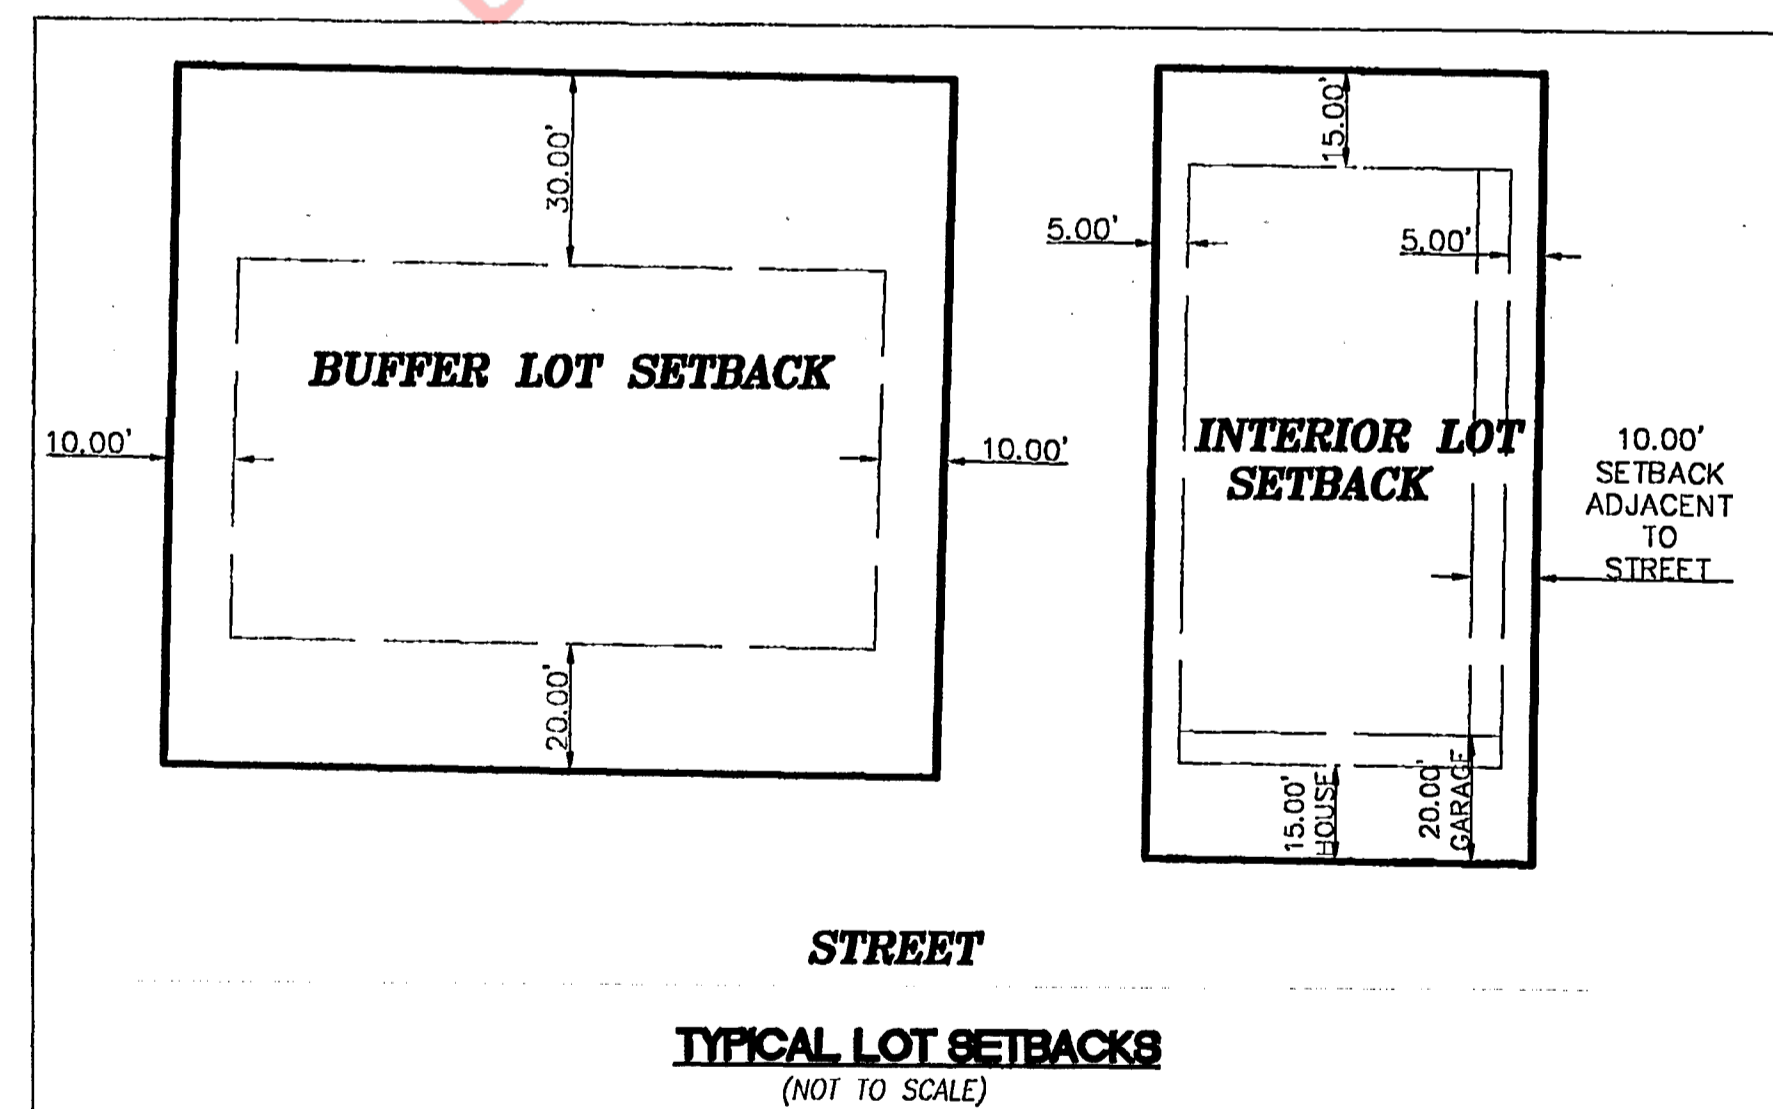 30.00'
BUFFER LOT SETBACK
10.00'
10.00'
20.00'
15.00'
5.00'
5.00'
INTERIOR LOT
SETBACK
10.00'
SETBACK
ADJACENT
TO
STREET
15.00'
HOUSE
20.00'
GARAGE
STREET
TYPICAL LOT SETBACKS
(NOT TO SCALE)